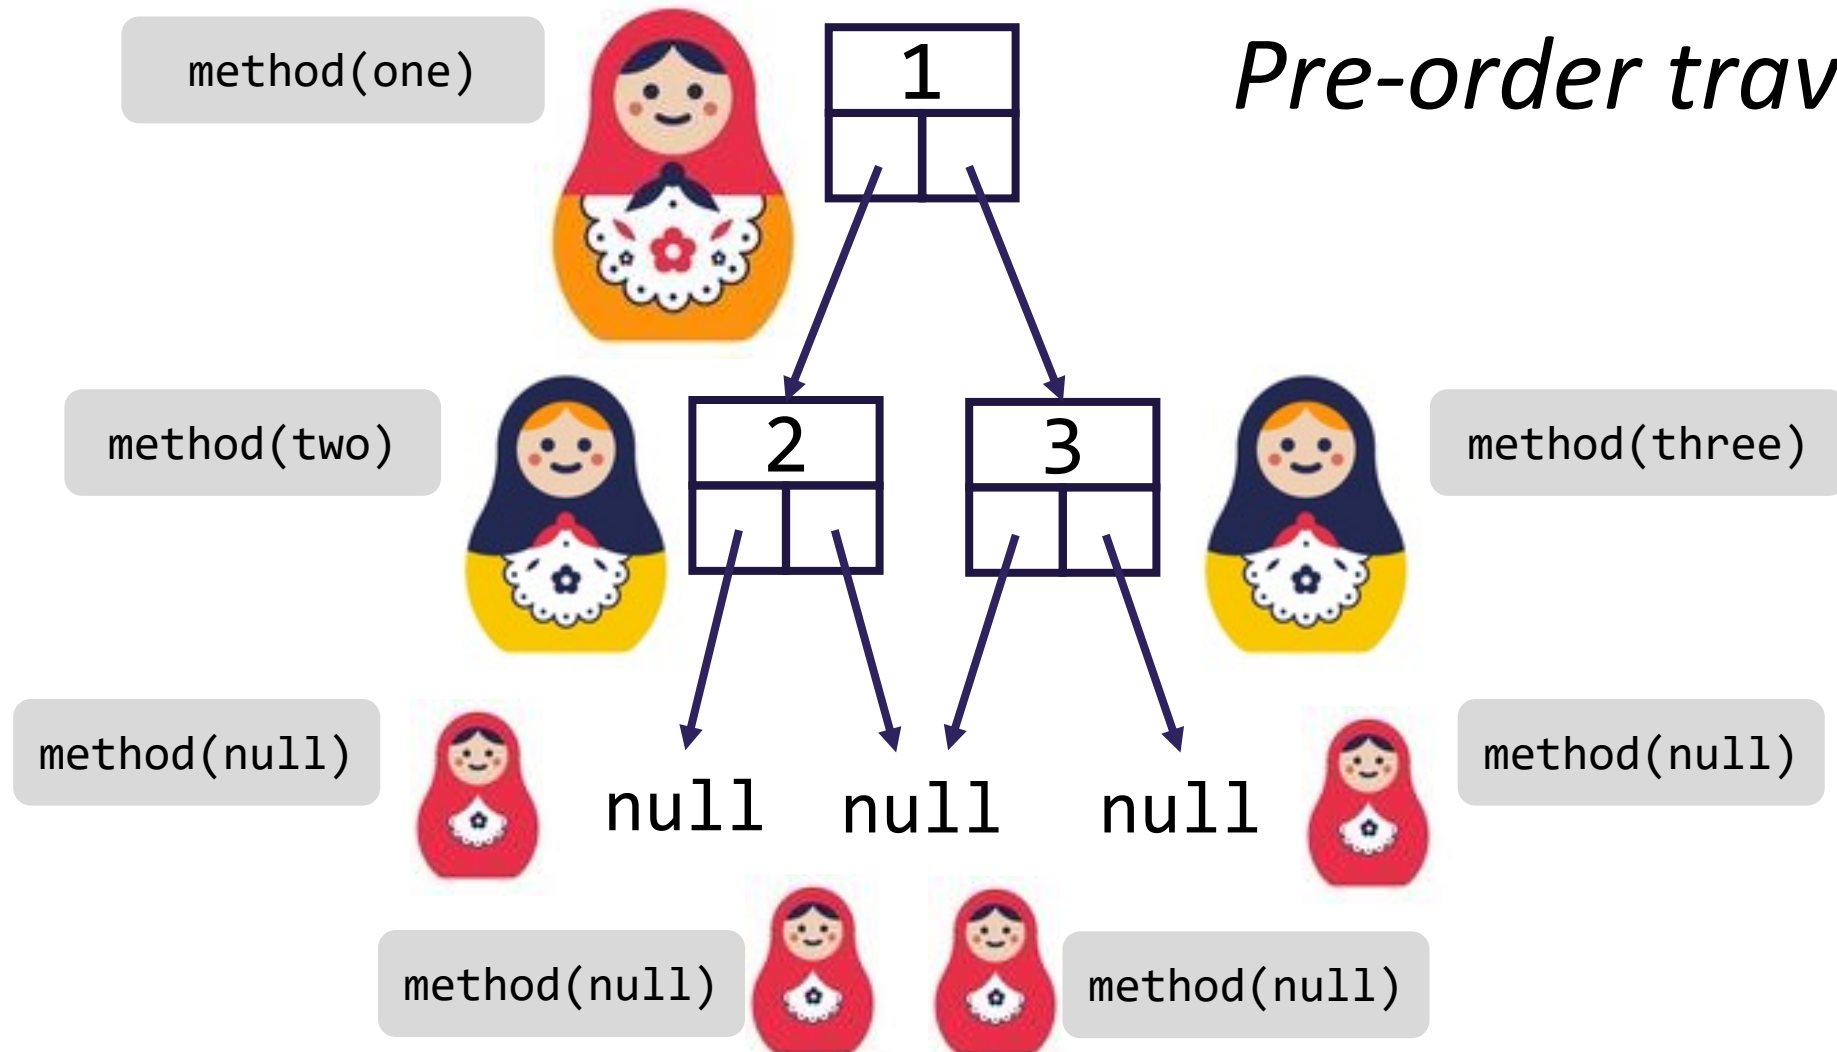 method(one)
1
Pre-order trav
method(two)
2
3
method(three)
method(null)
null
null
null
method(null)
method(null)
method(null)